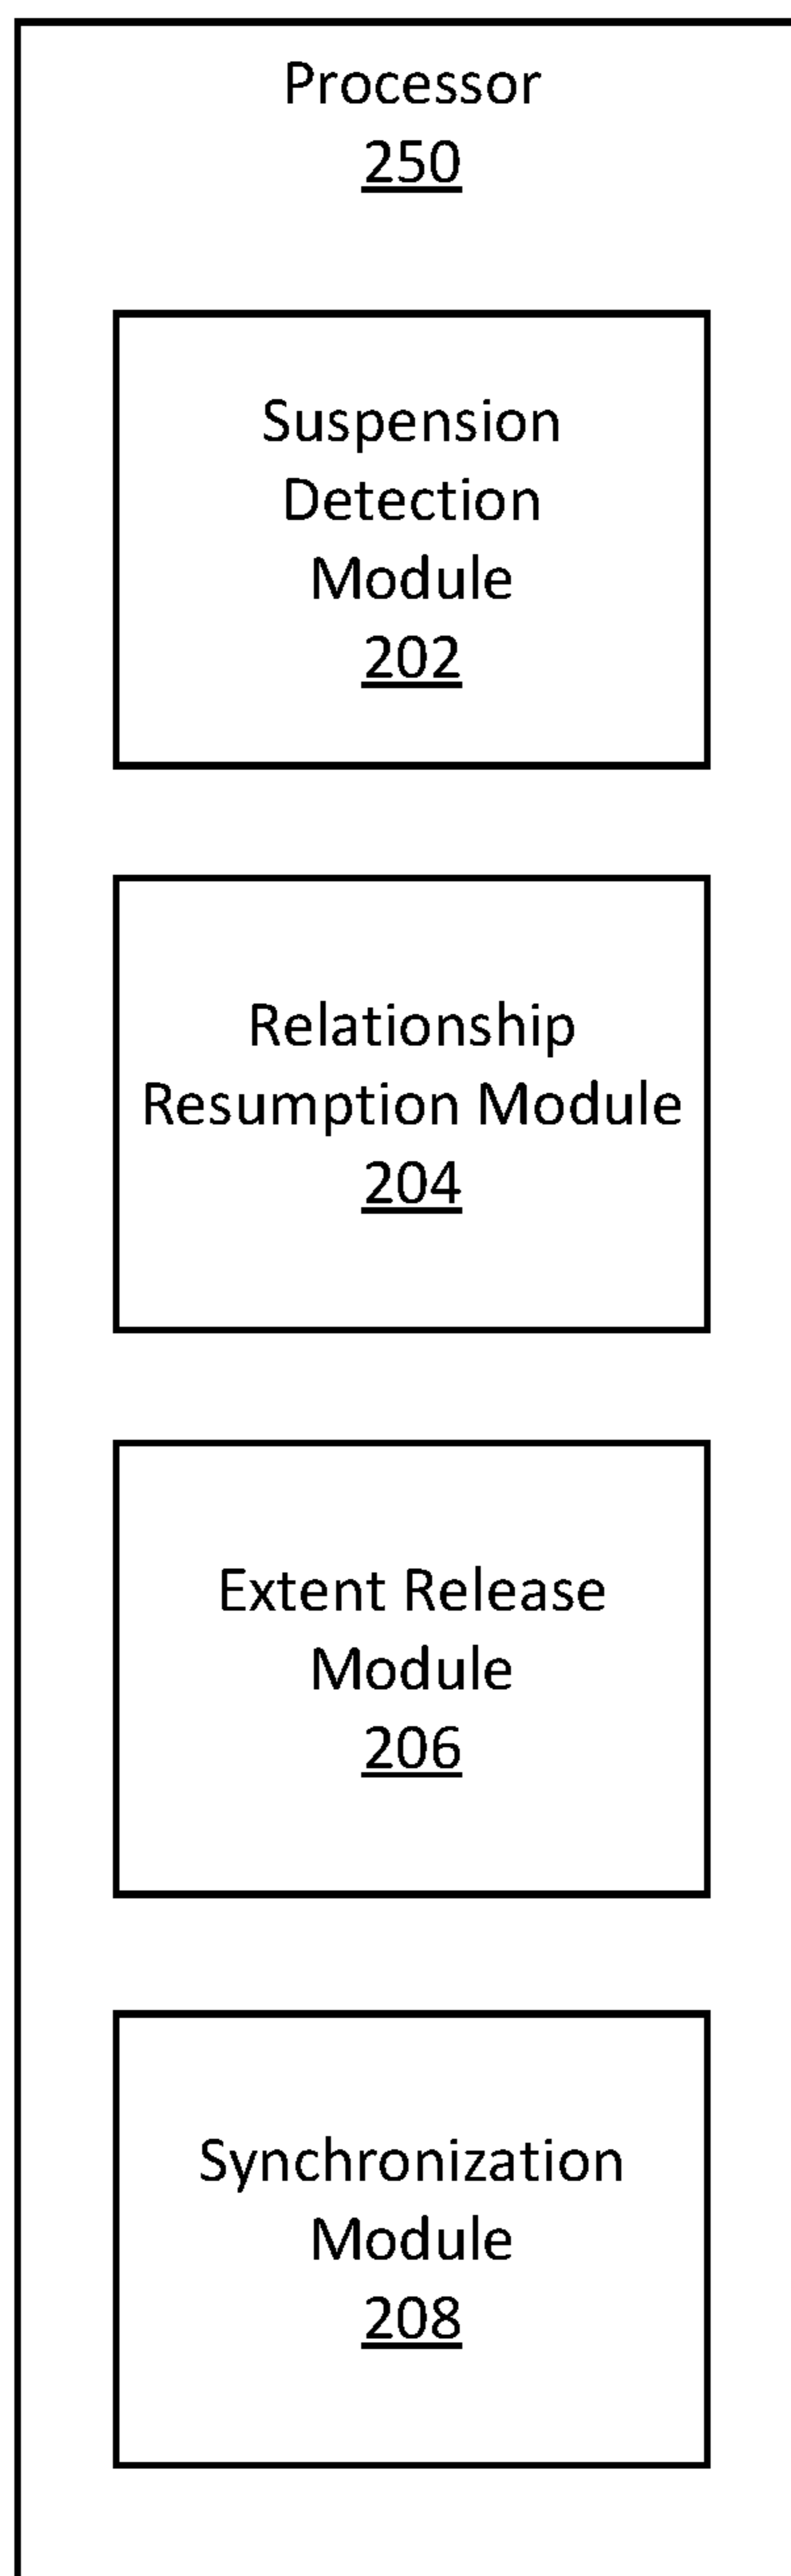 Processor
250
Suspension
Detection
Module
202
Relationship
Resumption Module
204
Extent Release
Module
206
Synchronization
Module
208